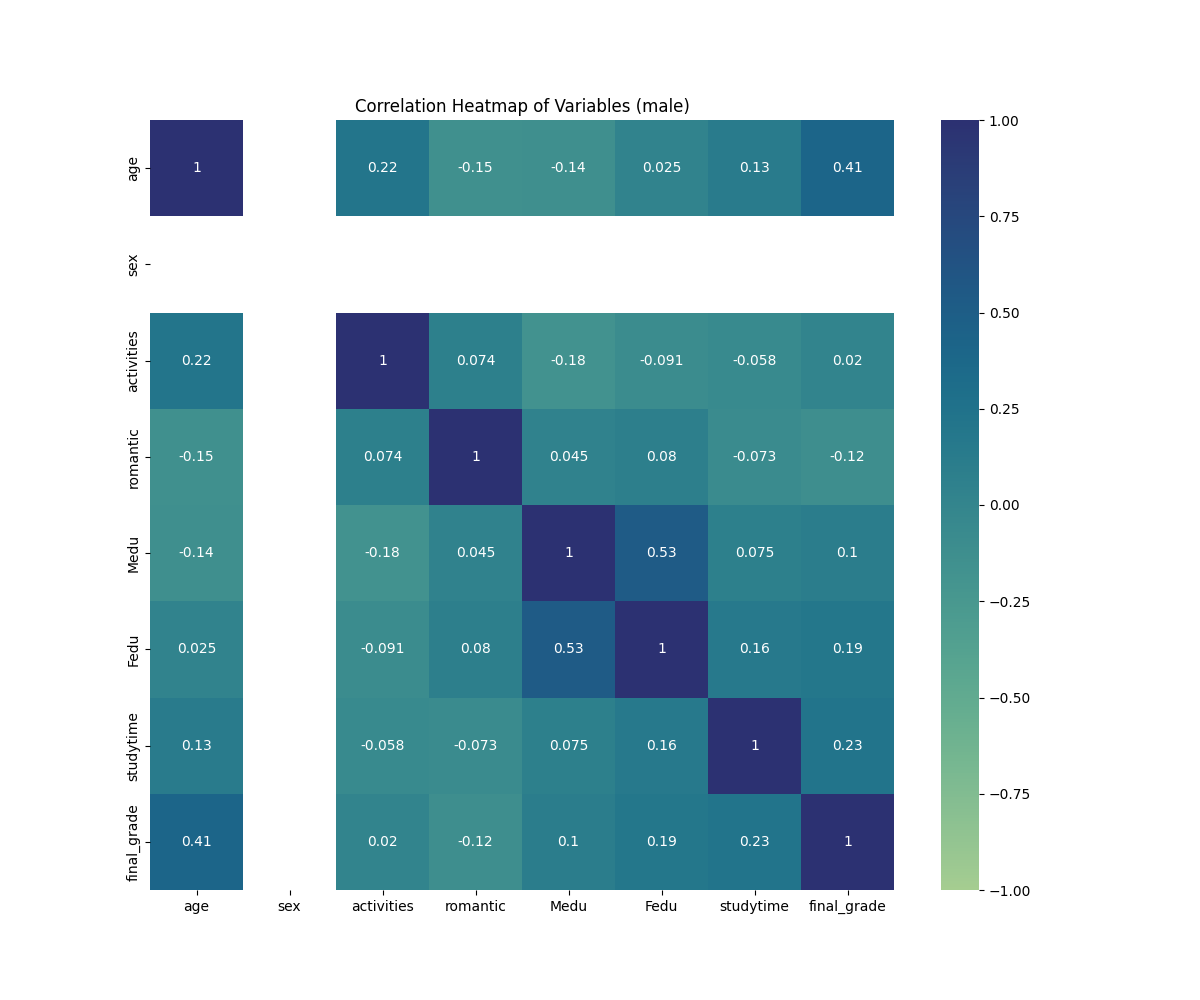 Correlation Heatmap of Variables (male)
age 1 0.22 -0.15 -0.14 0.025 0.13 0.41
sex
activities 0.22 1 0.074 -0.18 -0.091 -0.058 0.02
romantic -0.15 0.074 1 0.045 0.08 -0.073 -0.12
Medu -0.14 -0.18 0.045 1 0.53 0.075 0.1
Fedu 0.025 -0.091 0.08 0.53 1 0.16 0.19
studytime 0.13 -0.058 -0.073 0.075 0.16 1 0.23
final_grade 0.41 0.02 -0.12 0.1 0.19 0.23 1
age sex activities romantic Medu Fedu studytime final_grade
1.00
0.75
0.50
0.25
0.00
−0.25
−0.50
−0.75
−1.00